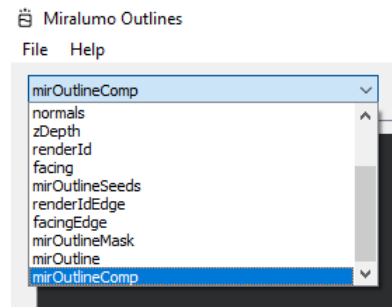 Miralumo Outlines
File Help
mirOutlineComp
normals
zDepth
renderId
facing
mirOutlineSeeds
renderIdEdge
facingEdge
mirOutlineMask
mirOutline
mirOutlineComp